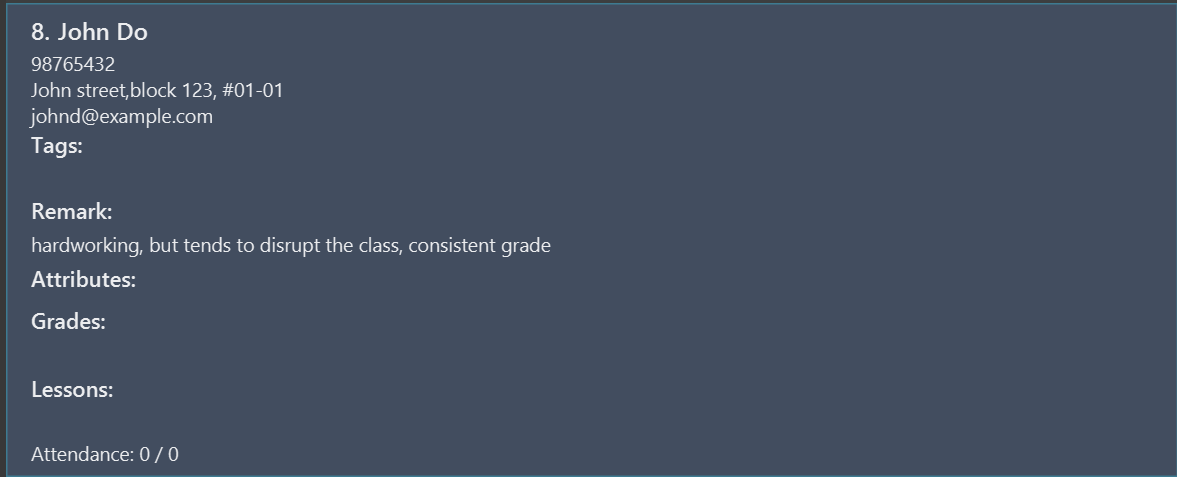 8. John Do
98765432
John street,block 123, #01-01
johnd@example.com
Tags:
Remark:
hardworking, but tends to disrupt the class, consistent grade
Attributes:
Grades:
Lessons:
Attendance: 0 / 0